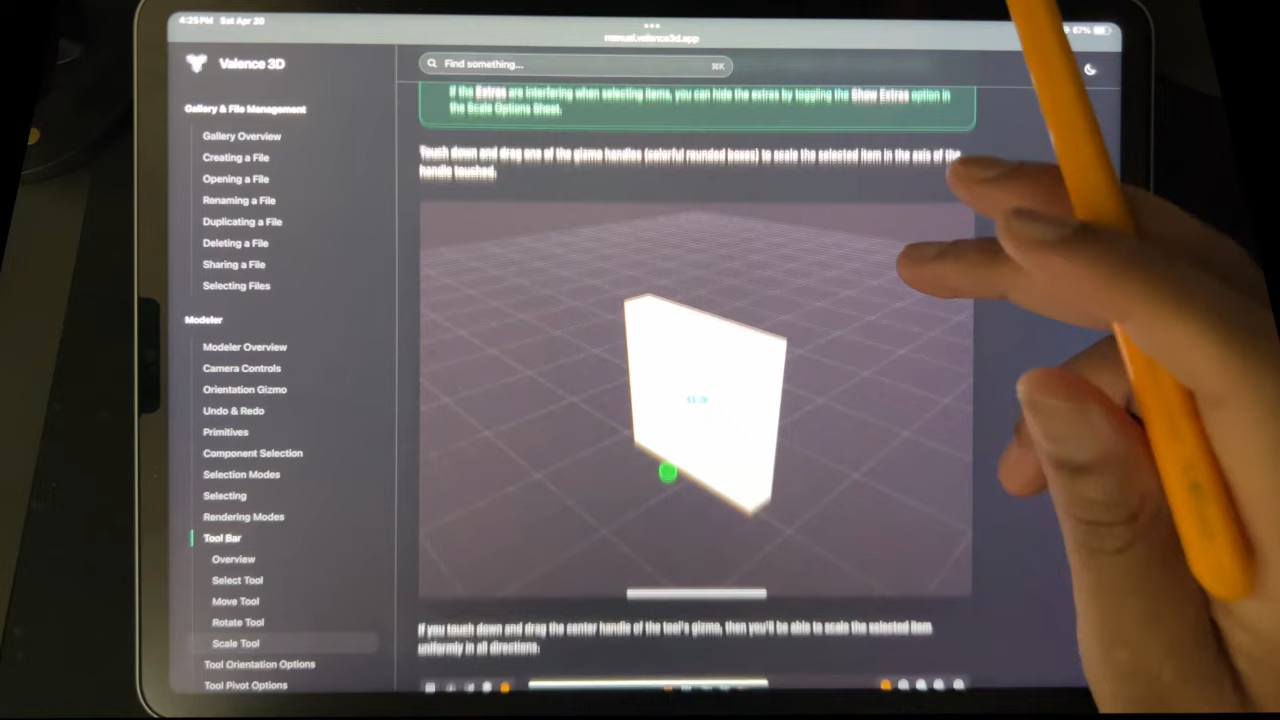 4:25 PM Sat Apr 20
manual.valence3d.app
67%
Valence 3D
Find something...
⌘K
Gallery & File Management
Gallery Overview
Creating a File
Opening a File
Renaming a File
Duplicating a File
Deleting a File
Sharing a File
Selecting Files
Modeler
Modeler Overview
Camera Controls
Orientation Gizmo
Undo & Redo
Primitives
Component Selection
Selection Modes
Selecting
Rendering Modes
Tool Bar
Overview
Select Tool
Move Tool
Rotate Tool
Scale Tool
Tool Orientation Options
Tool Pivot Options
If the Extras are interfering when selecting items, you can hide the extras by toggling the Show Extras option in
the Scale Options Sheet.
Touch down and drag one of the gizmo handles (colorful rounded boxes) to scale the selected item in the axis of the
handle touched.
If you touch down and drag the center handle of the tool's gizmo, then you'll be able to scale the selected item
uniformly in all directions.